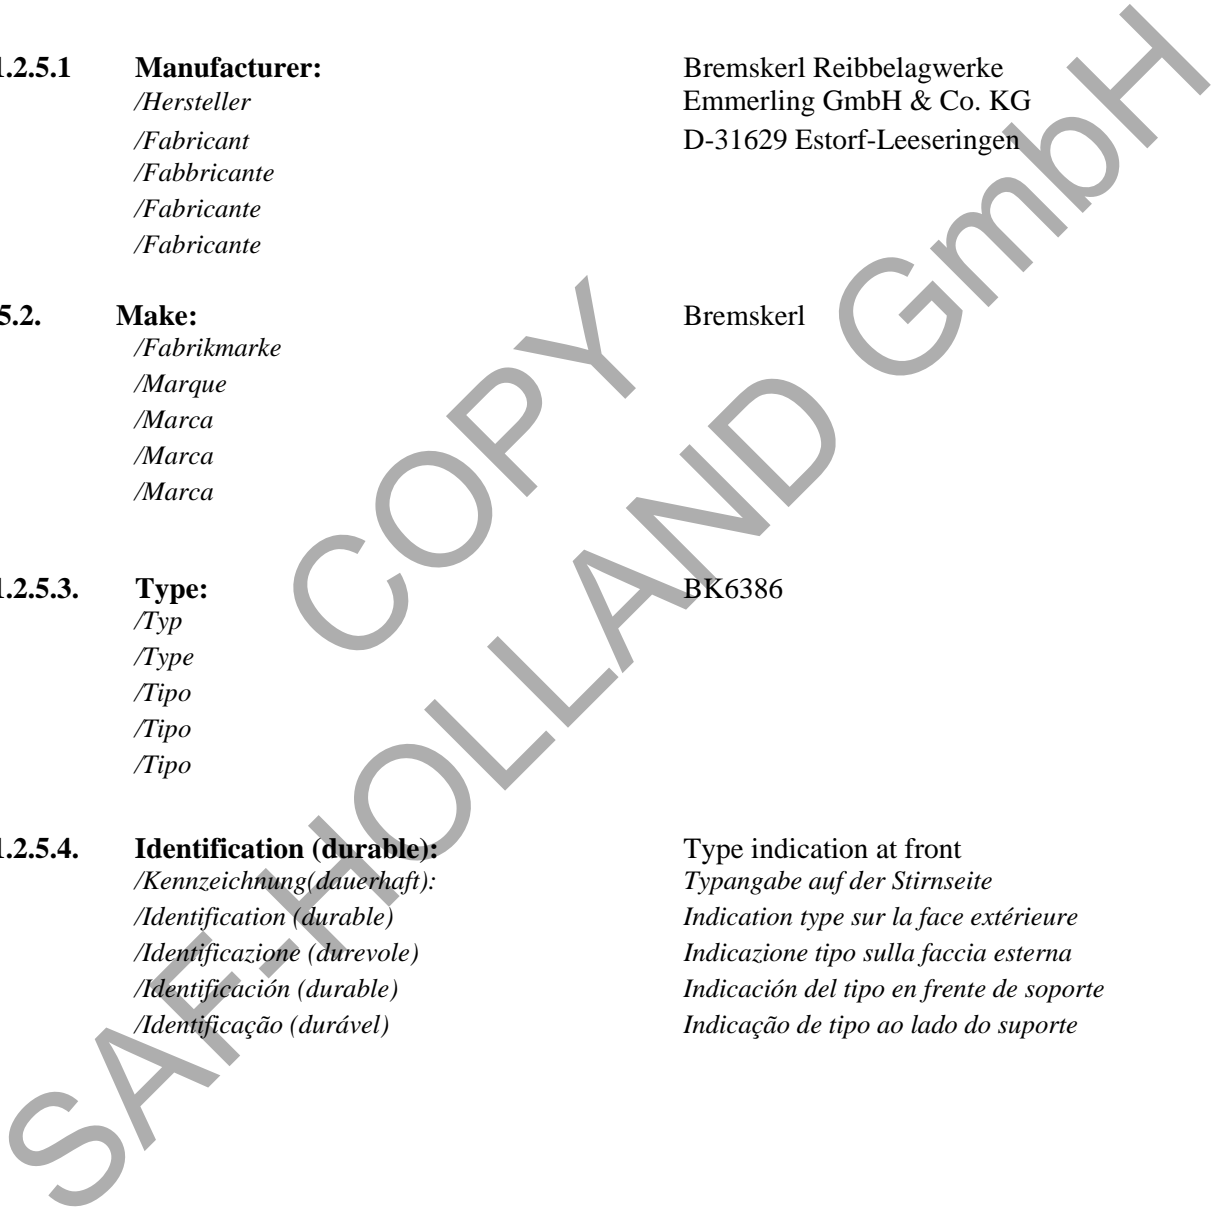 1.2.5.1 Manufacturer: Bremskerl Reibbelagwerke
/Hersteller Emmerling GmbH & Co. KG
/Fabricant D-31629 Estorf-Leeseringen
/Fabbricante
/Fabricante
/Fabricante
5.2. Make: Bremskerl
/Fabrikmarke
/Marque
/Marca
/Marca
/Marca
1.2.5.3. Type: BK6386
/Typ
/Type
/Tipo
/Tipo
/Tipo
1.2.5.4. Identification (durable): Type indication at front
/Kennzeichnung(dauerhaft): Typangabe auf der Stirnseite
/Identification (durable) Indication type sur la face extérieure
/Identificazione (durevole) Indicazione tipo sulla faccia esterna
/Identificación (durable) Indicación del tipo en frente de soporte
/Identificação (durável) Indicação de tipo ao lado do suporte
COPY
SAF-HOLLAND GmbH